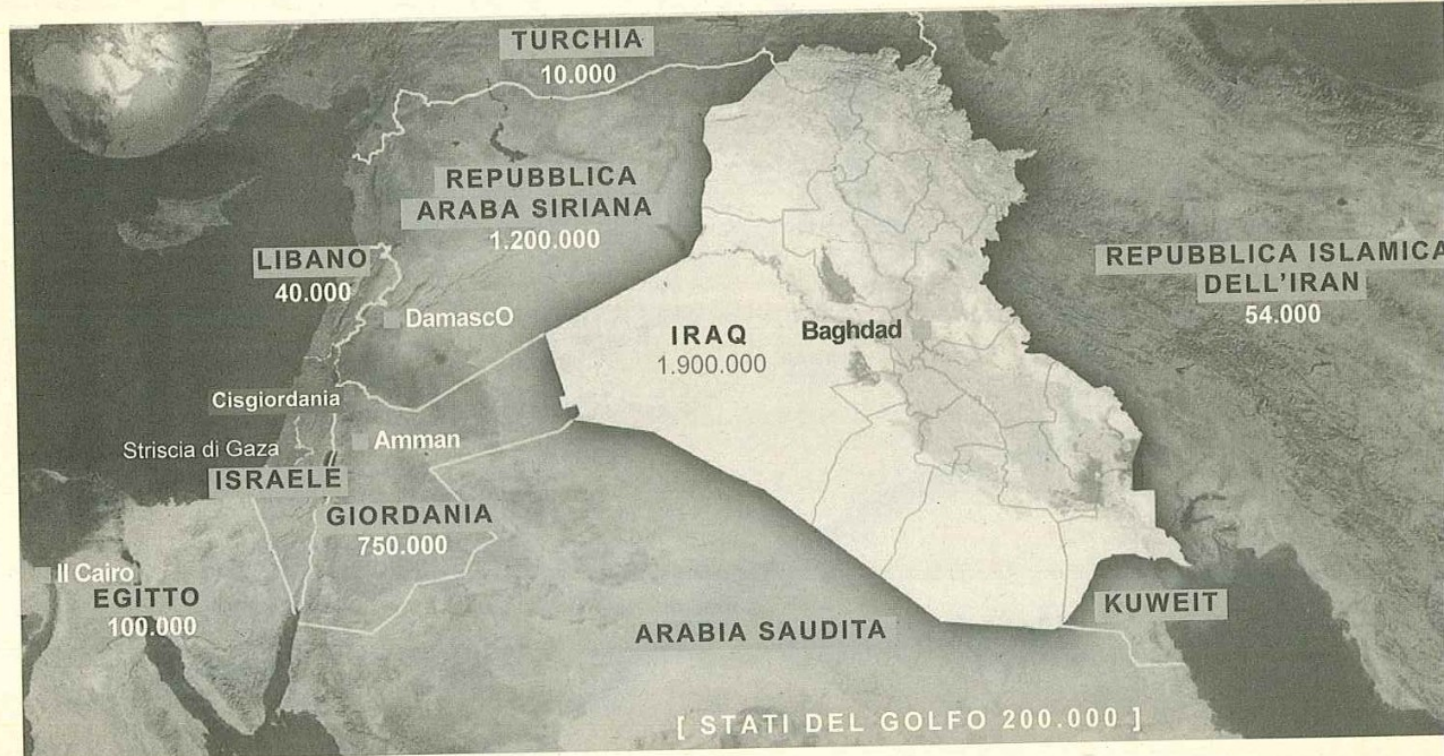 TURCHIA
10.000
REPUBBLICA
ARABA SIRIANA
1.200.000
LIBANO
40.000
DamascO
REPUBBLICA ISLAMICA
DELL'IRAN
54.000
IRAQ
1.900.000
Baghdad
Cisgiordania
Amman
Striscia di Gaza
ISRAELE
GIORDANIA
750.000
Il Cairo
EGITTO
100.000
KUWEIT
ARABIA SAUDITA
[ STATI DEL GOLFO 200.000 ]